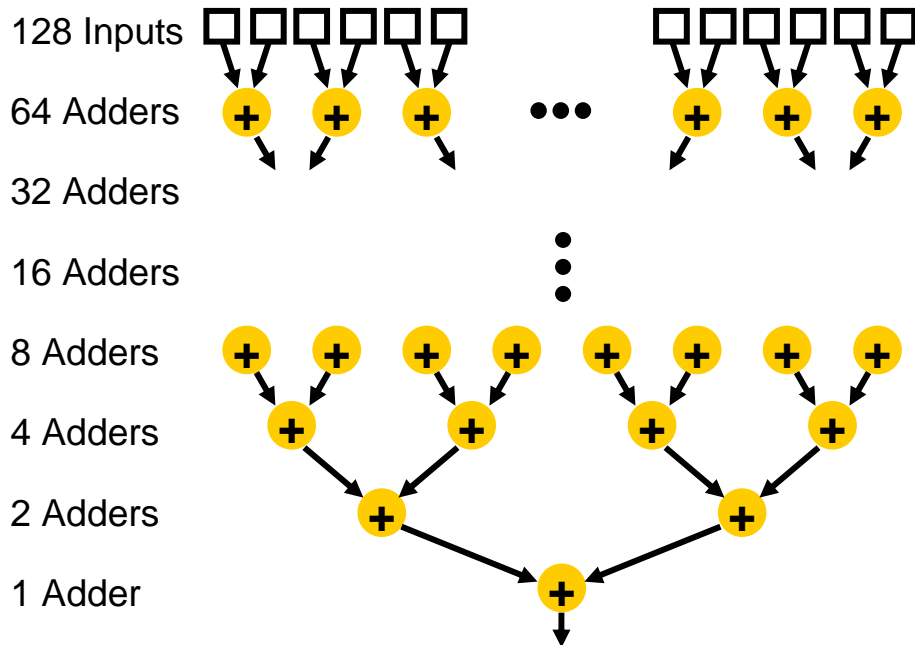 128 Inputs
64 Adders
+ + + + + +
32 Adders
16 Adders
8 Adders
+ + + + + + + +
4 Adders
+ + + +
2 Adders
+ +
1 Adder
+